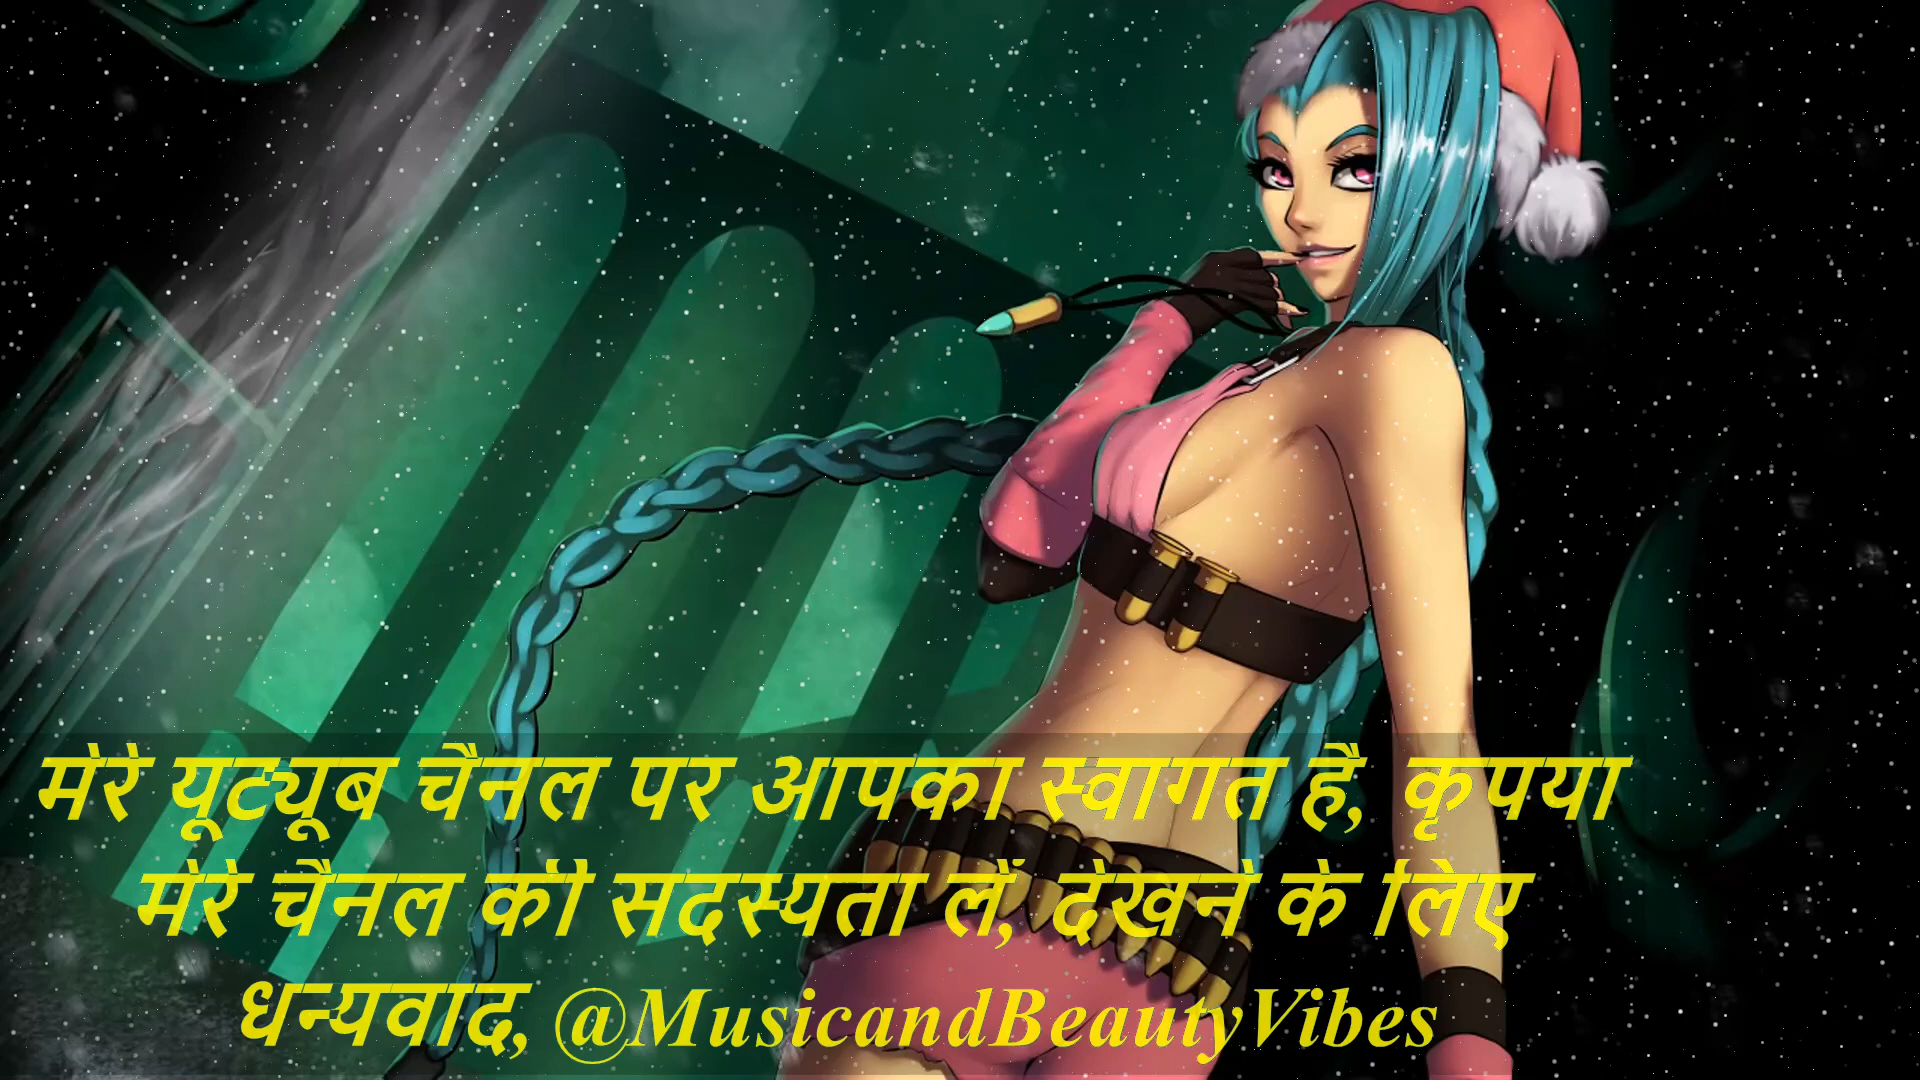 मेरे यूट्यूब चैनल पर आपका स्वागत है, कृपया
मेरे चैनल की सदस्यता लें, देखने के लिए
धन्यवाद, @MusicandBeautyVibes